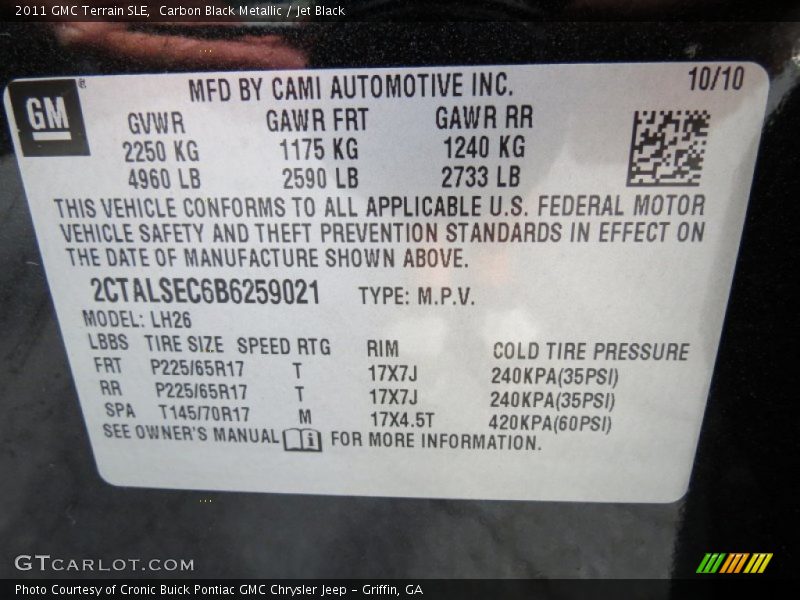 2011 GMC Terrain SLE, Carbon Black Metallic / Jet Black
GM
®
MFD BY CAMI AUTOMOTIVE INC. 10/10
GVWR GAWR FRT GAWR RR
2250 KG 1175 KG 1240 KG
4960 LB 2590 LB 2733 LB
THIS VEHICLE CONFORMS TO ALL APPLICABLE U.S. FEDERAL MOTOR
VEHICLE SAFETY AND THEFT PREVENTION STANDARDS IN EFFECT ON
THE DATE OF MANUFACTURE SHOWN ABOVE.
2CTALSEC6B6259021 TYPE: M.P.V.
MODEL: LH26
LBBS TIRE SIZE SPEED RTG RIM COLD TIRE PRESSURE
FRT P225/65R17 T 17X7J 240KPA(35PSI)
RR P225/65R17 T 17X7J 240KPA(35PSI)
SPA T145/70R17 M 17X4.5T 420KPA(60PSI)
SEE OWNER'S MANUAL i FOR MORE INFORMATION.
GTCARLOT.COM
Photo Courtesy of Cronic Buick Pontiac GMC Chrysler Jeep - Griffin, GA